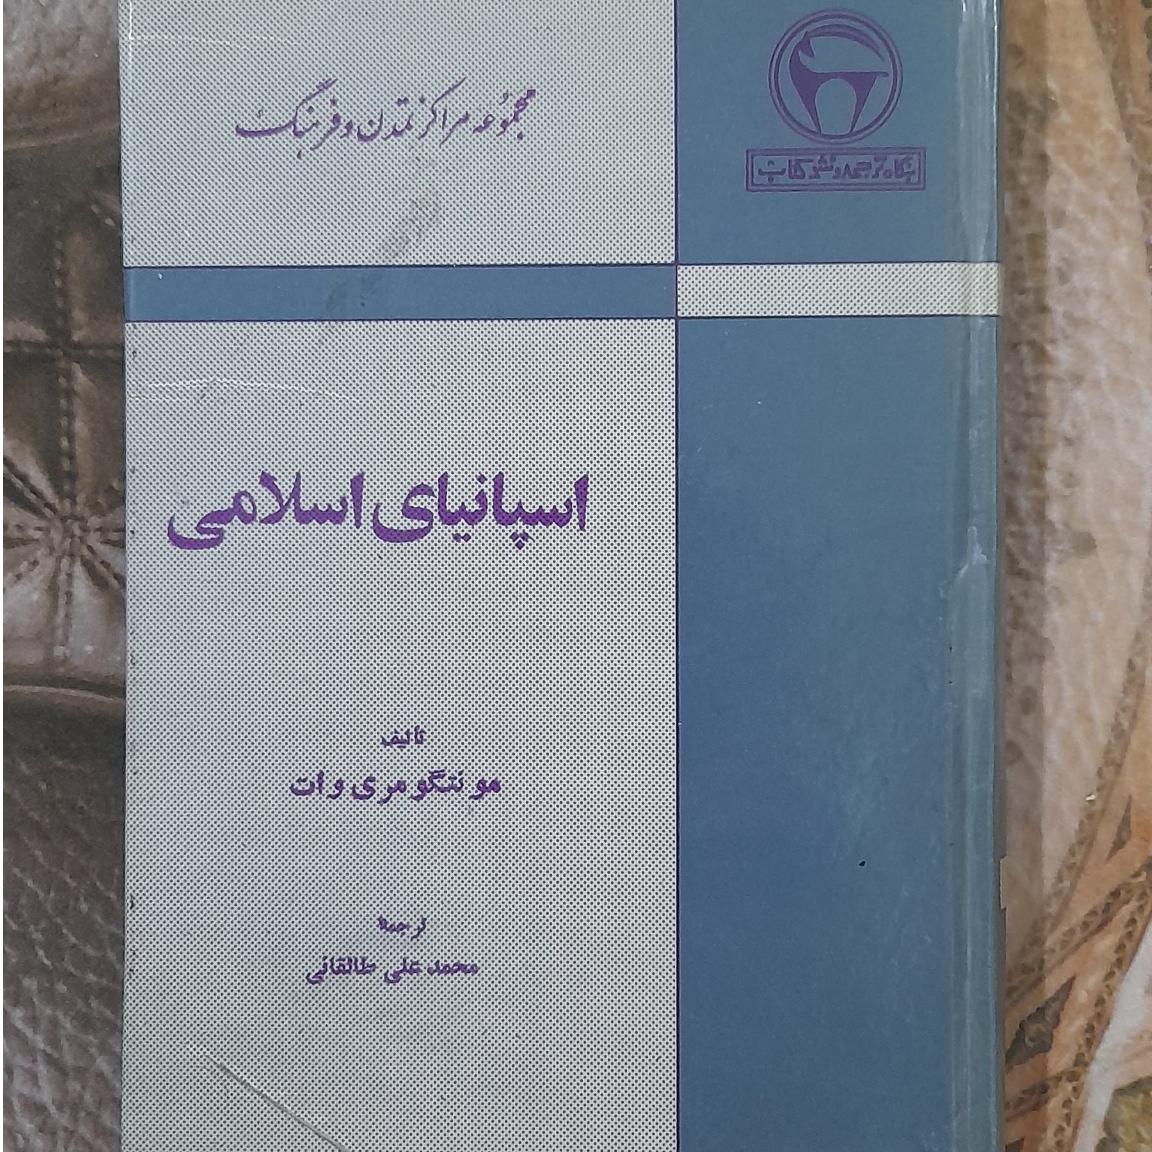 مجموعه مراکز تمدن و فرهنگ
بنگاه ترجمه و نشر کتاب
اسپانیای اسلامی
تألیف
مونتگومری وات
ترجمهٔ
محمد علی طالقانی